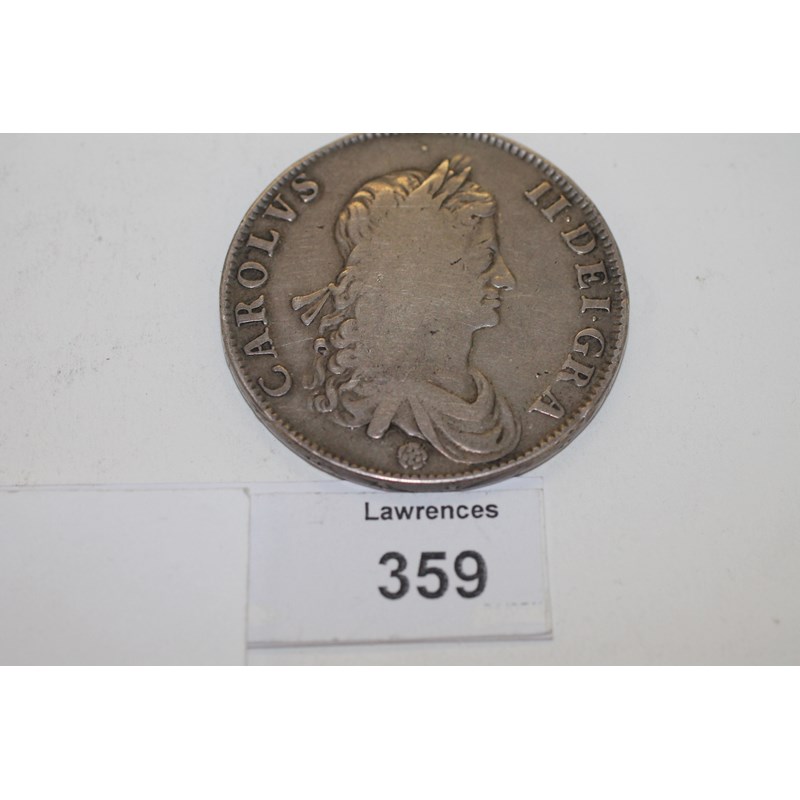 CAROLVS II·DEI·GRA
Lawrences
359